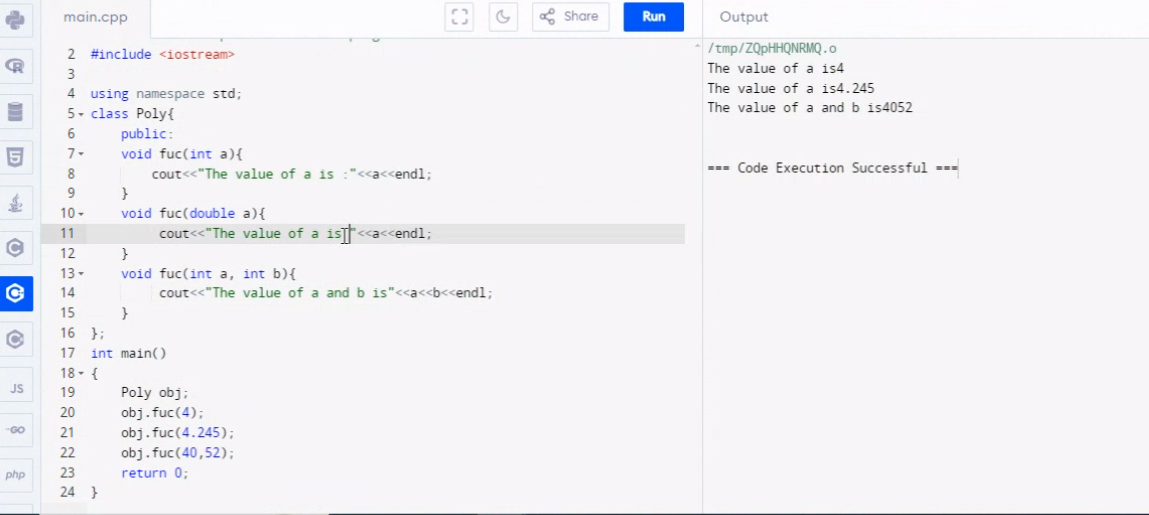 main.cpp
Share
Run
Output
2 #include <iostream>
3
4 using namespace std;
5 class Poly{
6 public:
7 void fuc(int a){
8 cout<<"The value of a is :"<<a<<endl;
9 }
10 void fuc(double a){
11 cout<<"The value of a is "<<a<<endl;
12 }
13 void fuc(int a, int b){
14 cout<<"The value of a and b is"<<a<<b<<endl;
15 }
16 };
17 int main()
18 {
19 Poly obj;
20 obj.fuc(4);
21 obj.fuc(4.245);
22 obj.fuc(40,52);
23 return 0;
24 }
/tmp/ZQpHHQNRMQ.o
The value of a is4
The value of a is4.245
The value of a and b is4052
=== Code Execution Successful ===
JS
GO
php